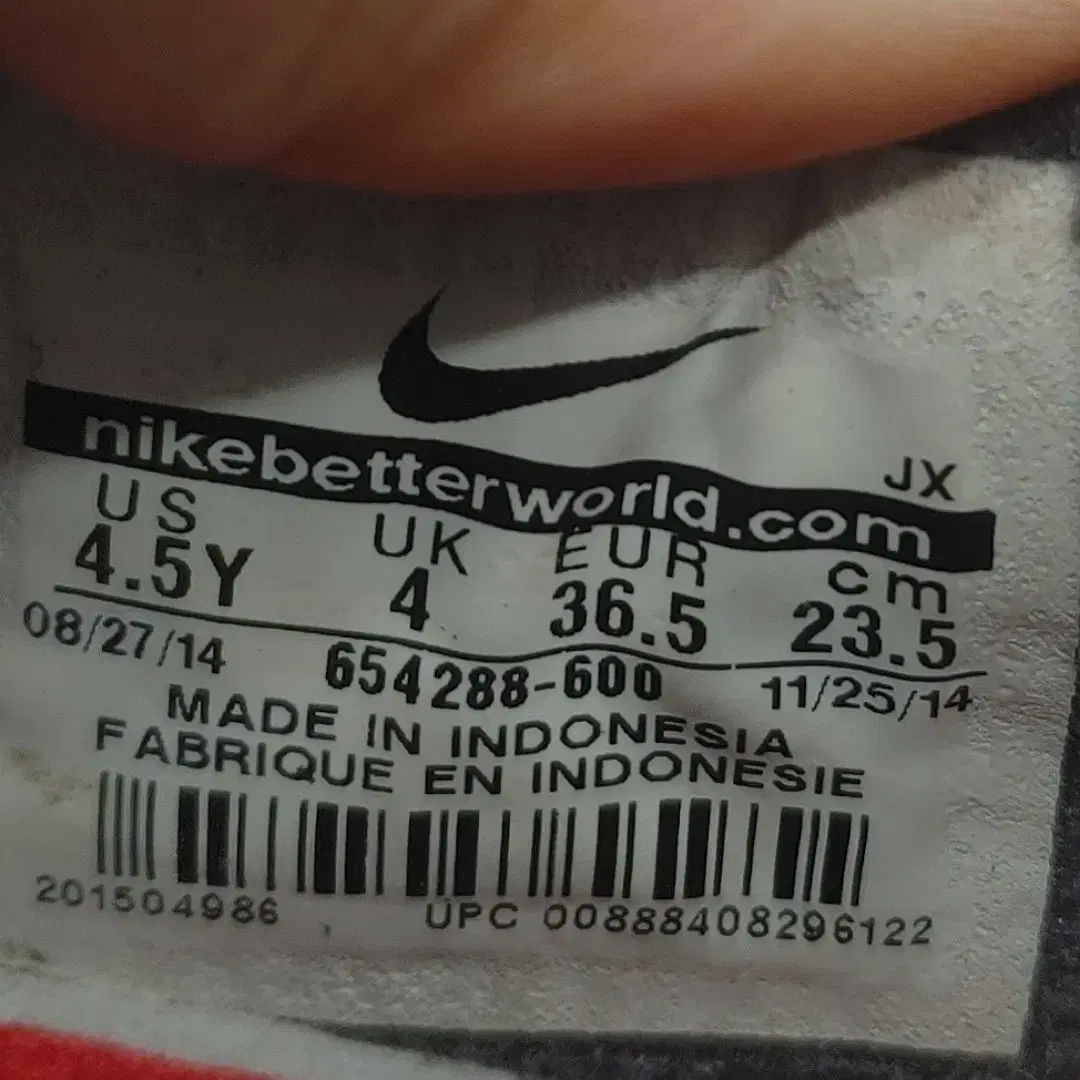 nikebetterworld.com
JX
US UK EUR cm
4.5Y 4 36.5 23.5
08/27/14 654288-600 11/25/14
MADE IN INDONESIA
FABRIQUE EN INDONESIE
201504986 UPC 00888408296122